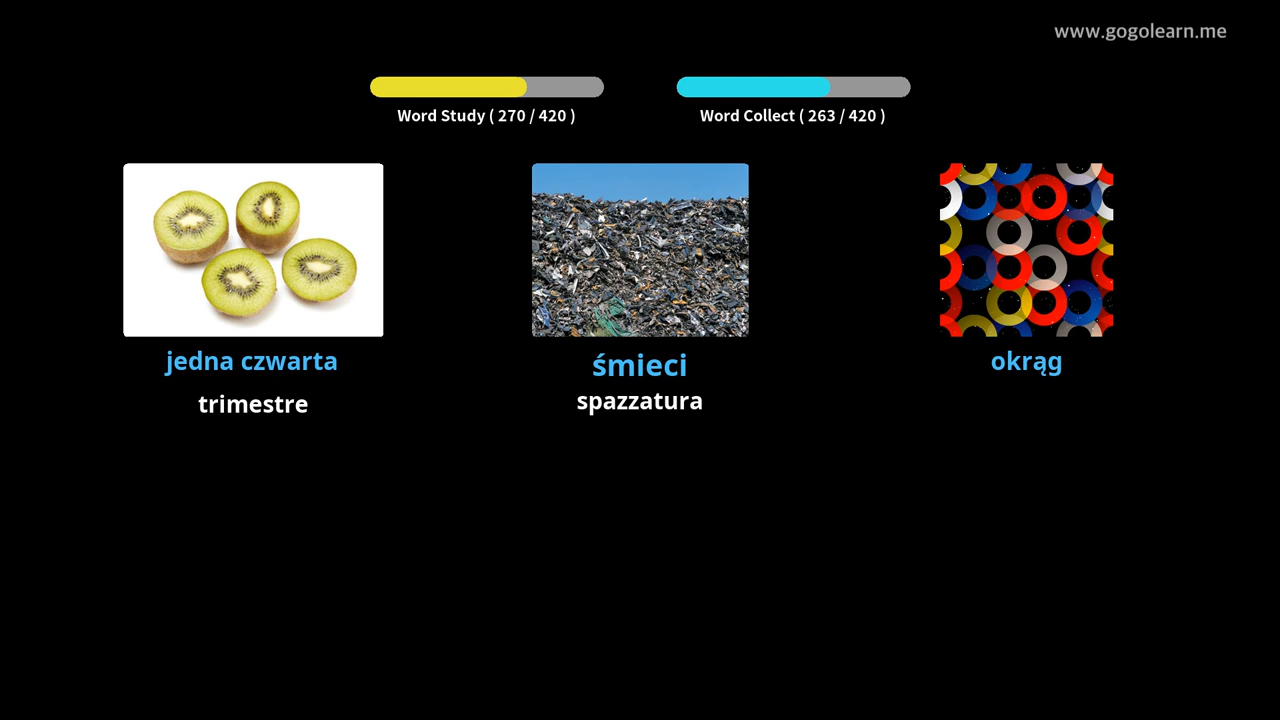 www.gogolearn.me
Word Study ( 270 / 420 )
Word Collect ( 263 / 420 )
jedna czwarta
trimestre
śmieci
spazzatura
okrąg